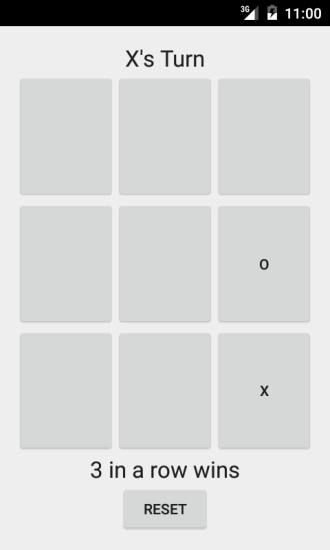 3G 11:00
X's Turn
O
X
3 in a row wins
RESET